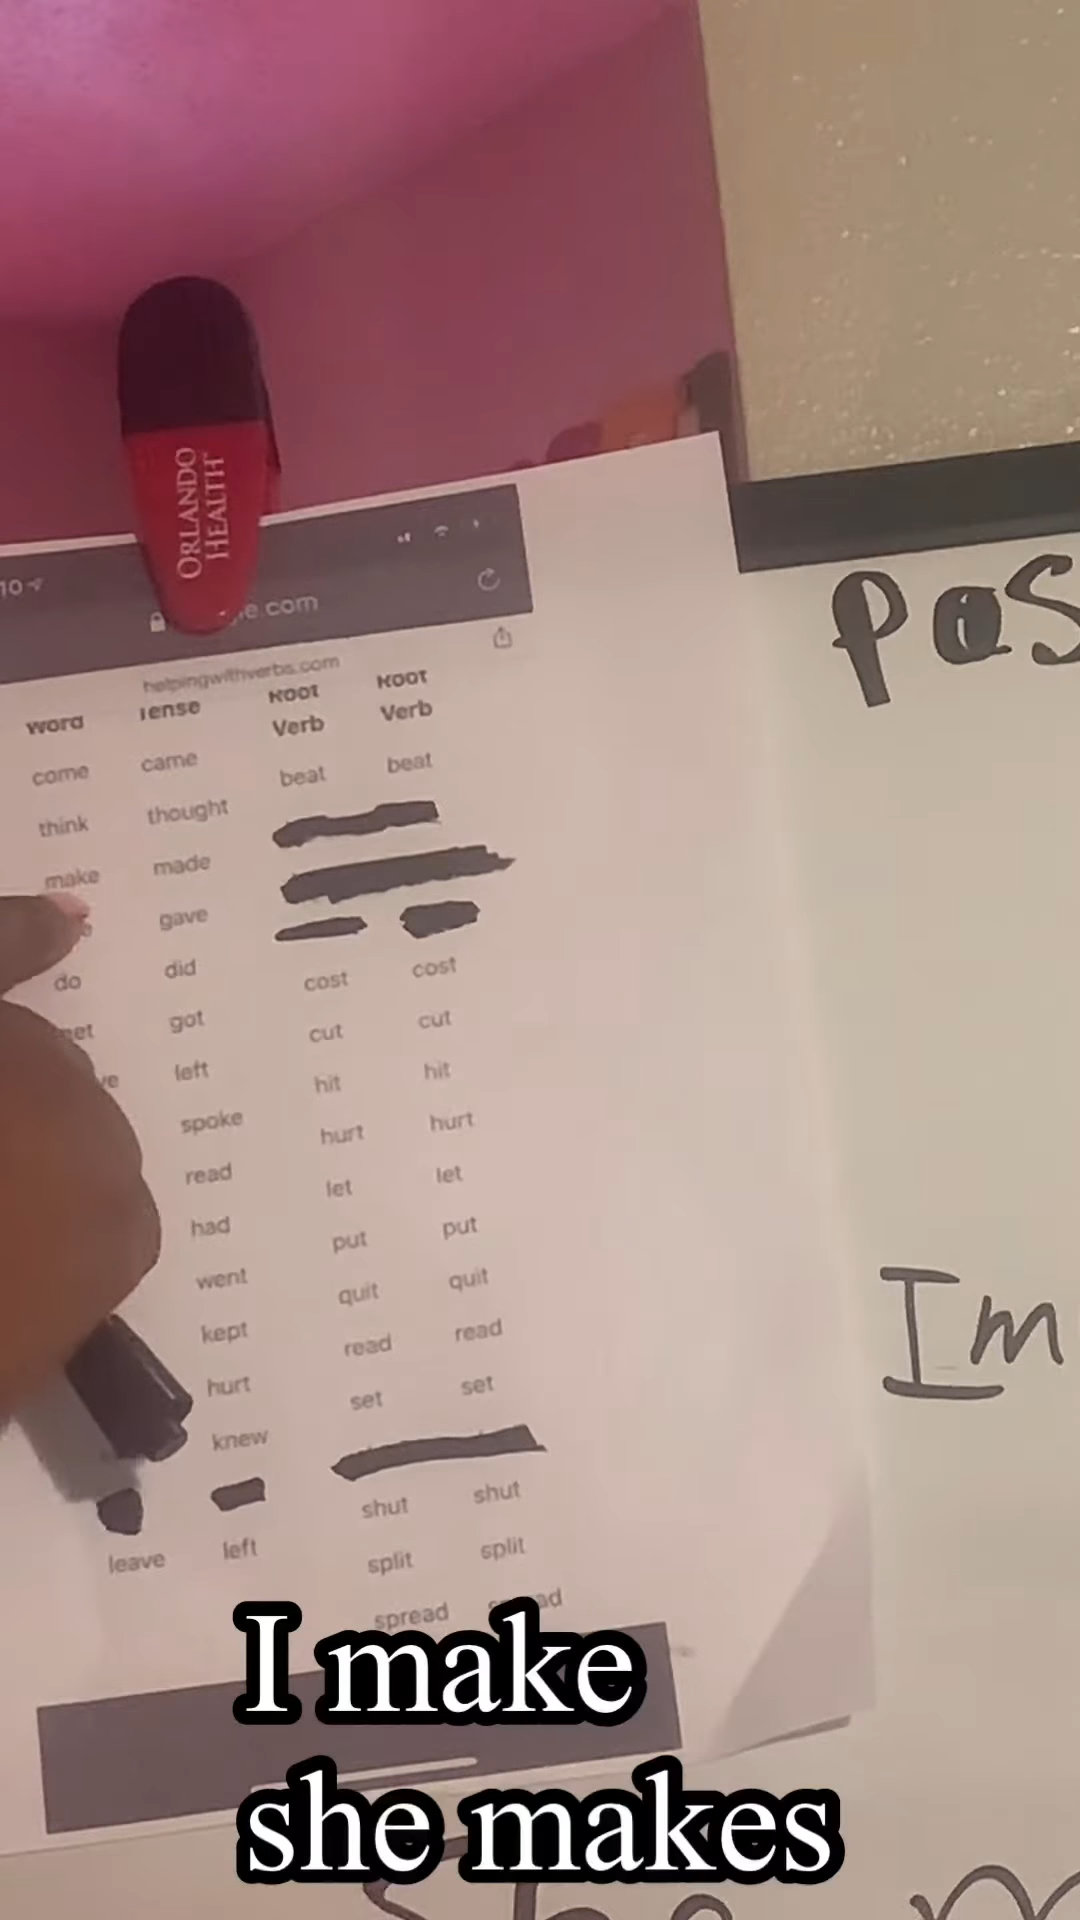 ORLANDO
HEALTH
10
e.com
helpingwithverbs.com
word Tense Root Verb Root Verb
come came beat beat
think thought
make made
gave
do did cost cost
got cut cut
left hit hit
spoke hurt hurt
read let let
had put put
went quit quit
kept read read
hurt set set
knew
shut shut
leave left split split
spread
Pas
Im
I make
she makes